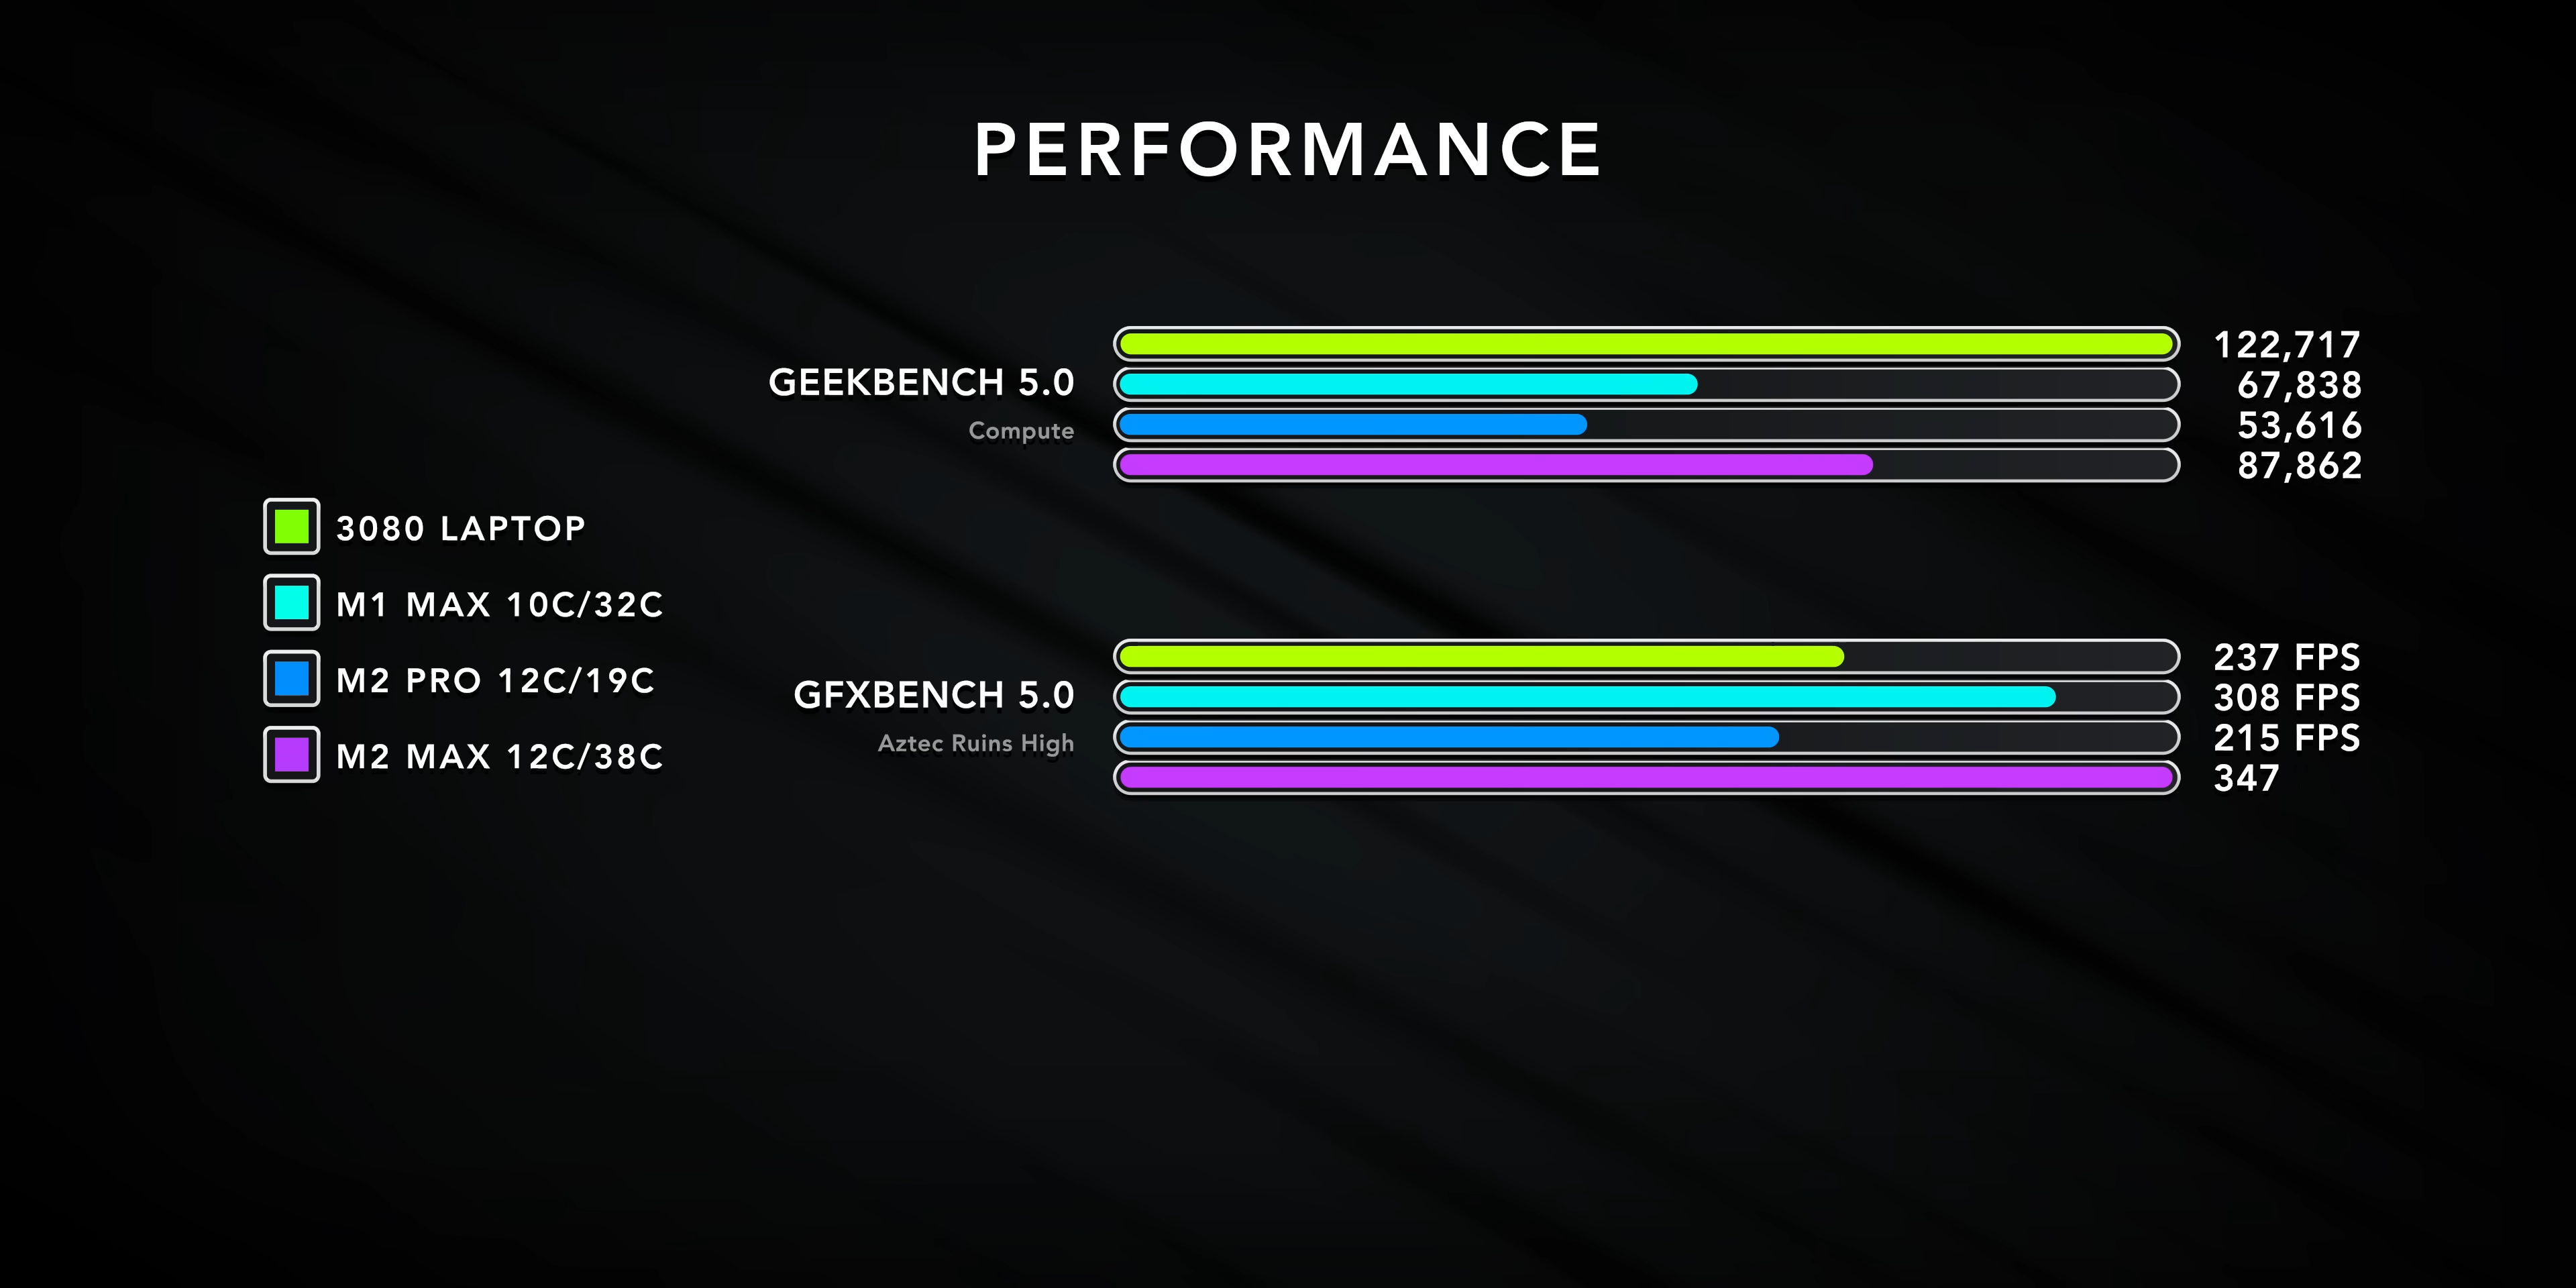 PERFORMANCE
GEEKBENCH 5.0
Compute
122,717
67,838
53,616
87,862
3080 LAPTOP
M1 MAX 10C/32C
M2 PRO 12C/19C
M2 MAX 12C/38C
GFXBENCH 5.0
Aztec Ruins High
237 FPS
308 FPS
215 FPS
347